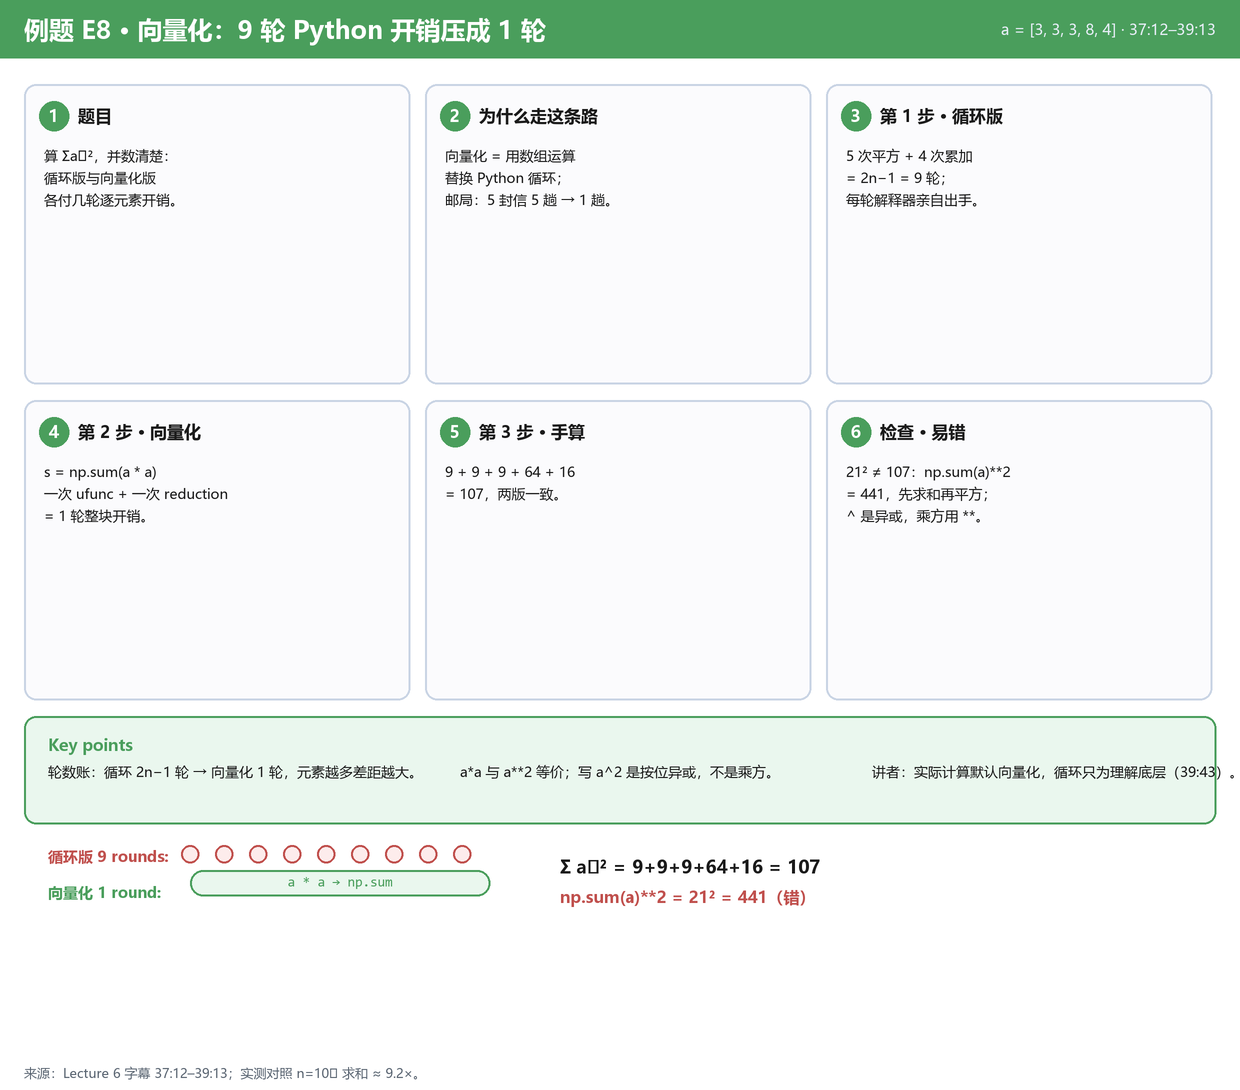 例题 E8 • 向量化：9 轮 Python 开销压成 1 轮
a = [3, 3, 3, 8, 4] · 37:12–39:13
1 题目
算 Σa▯²，并数清楚：
循环版与向量化版
各付几轮逐元素开销。
2 为什么走这条路
向量化 = 用数组运算
替换 Python 循环；
邮局：5 封信 5 趟 → 1 趟。
3 第 1 步 • 循环版
5 次平方 + 4 次累加
= 2n−1 = 9 轮；
每轮解释器亲自出手。
4 第 2 步 • 向量化
s = np.sum(a * a)
一次 ufunc + 一次 reduction
= 1 轮整块开销。
5 第 3 步 • 手算
9 + 9 + 9 + 64 + 16
= 107，两版一致。
6 检查 • 易错
21² ≠ 107：np.sum(a)**2
= 441，先求和再平方；
^ 是异或，乘方用 **。
Key points
轮数账：循环 2n−1 轮 → 向量化 1 轮，元素越多差距越大。
a*a 与 a**2 等价；写 a^2 是按位异或，不是乘方。
讲者：实际计算默认向量化，循环只为理解底层（39:43）。
循环版 9 rounds:
向量化 1 round:
a * a → np.sum
Σ a▯² = 9+9+9+64+16 = 107
np.sum(a)**2 = 21² = 441（错）
来源：Lecture 6 字幕 37:12–39:13；实测对照 n=10▯ 求和 ≈ 9.2×。